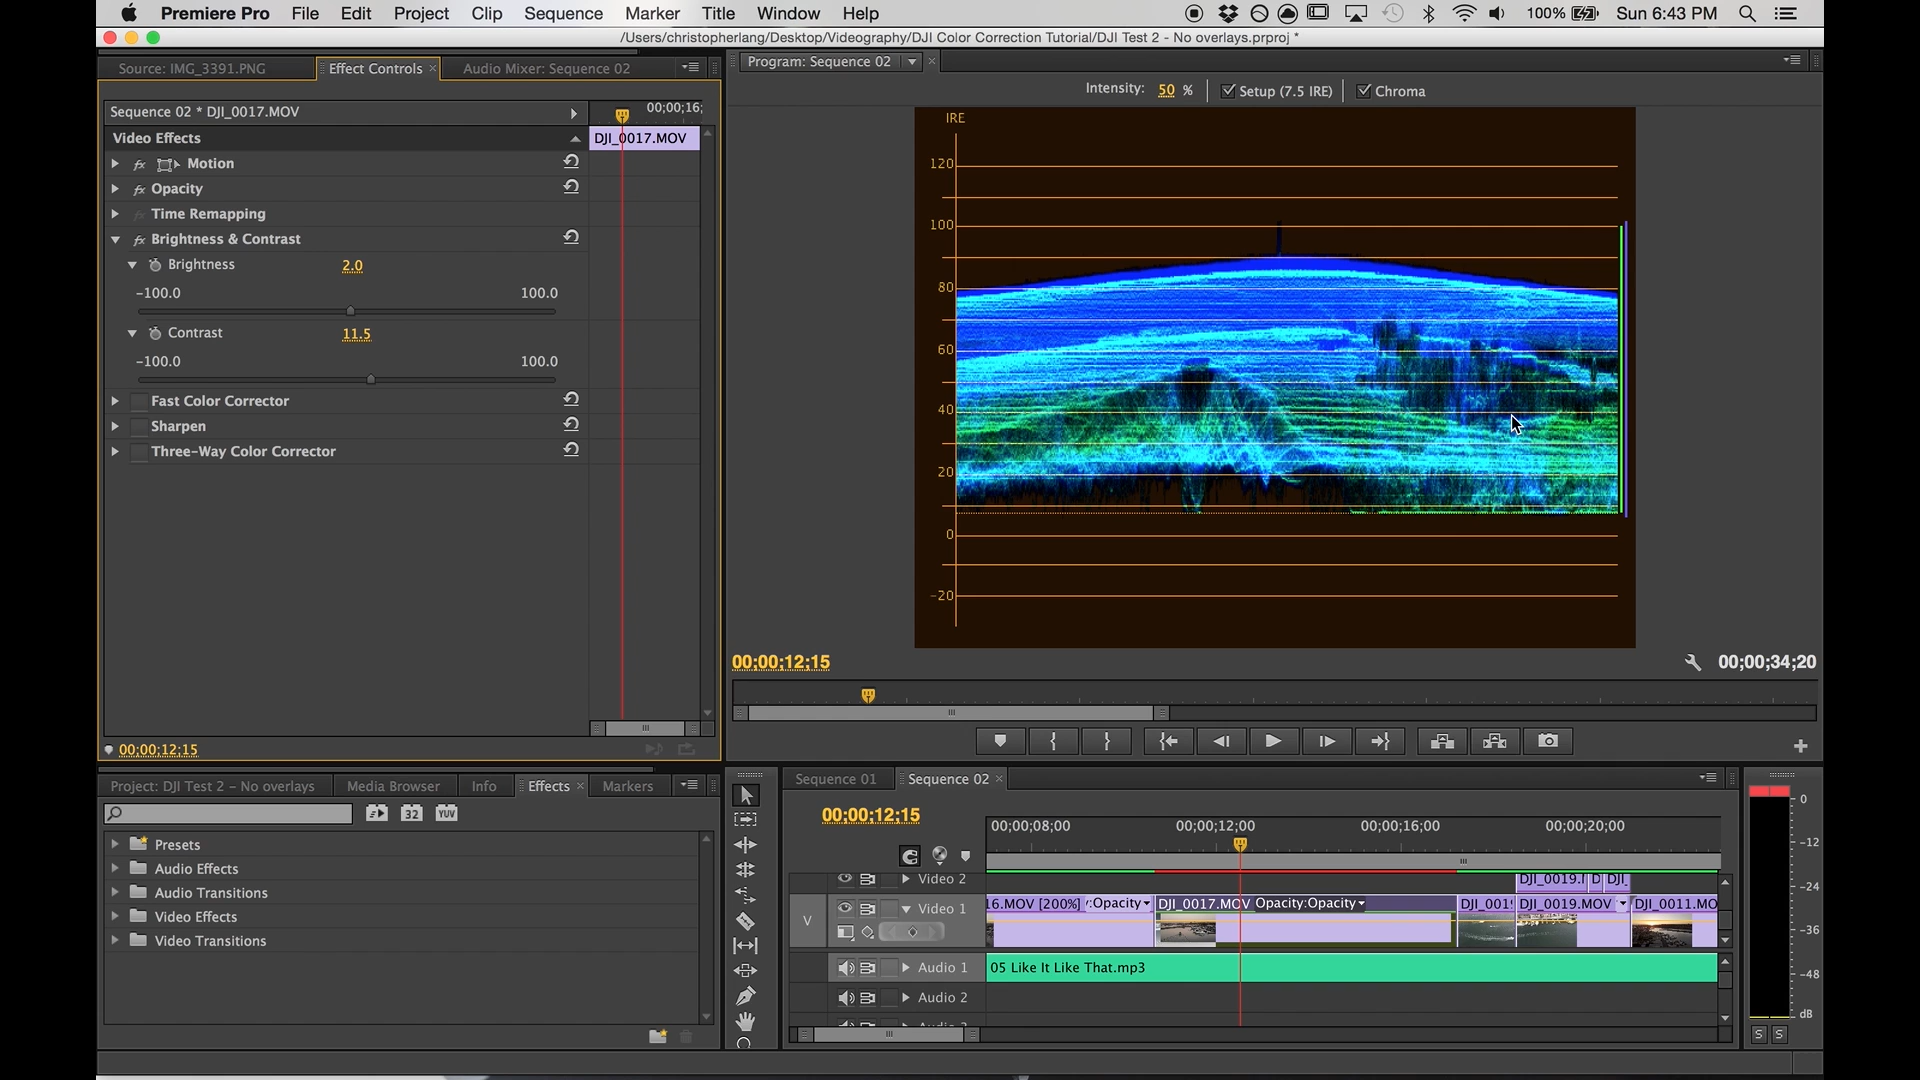 Premiere Pro File Edit Project Clip Sequence Marker Title Window Help 100% Sun 6:43 PM
/Users/christopherlang/Desktop/Videography/DJI Color Correction Tutorial/DJI Test 2 - No overlays.prproj *
Source: IMG_3391.PNG Effect Controls × Audio Mixer: Sequence 02
Program: Sequence 02 ×
Intensity: 50 % Setup (7.5 IRE) Chroma
Sequence 02 * DJI_0017.MOV 00;00;16;
Video Effects DJI_0017.MOV
fx Motion
fx Opacity
fx Time Remapping
fx Brightness & Contrast
Brightness 2.0
-100.0 100.0
Contrast 11.5
-100.0 100.0
Fast Color Corrector
Sharpen
Three-Way Color Corrector
IRE
120
100
80
60
40
20
0
-20
00;00;12;15
00;00;12;15 00;00;34;20
Project: DJI Test 2 - No overlays Media Browser Info Effects × Markers
32 YUV
Presets
Audio Effects
Audio Transitions
Video Effects
Video Transitions
Sequence 01 Sequence 02 ×
00;00;12;15
00;00;08;00 00;00;12;00 00;00;16;00 00;00;20;00
Video 2 DJI_0019. D DJI_
V Video 1 16.MOV [200%] :Opacity DJI_0017.MOV Opacity:Opacity DJI_001 DJI_0019.MOV DJI_0011.MO
Audio 1 05 Like It Like That.mp3
Audio 2
0
-12
-24
-36
-48
dB
S S